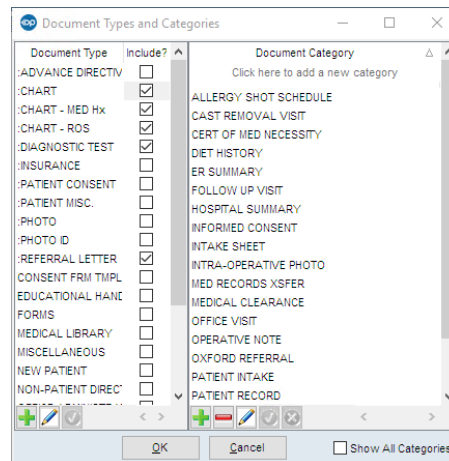 Document Types and Categories
Document Type Include?
:ADVANCE DIRECTIV
:CHART
:CHART - MED Hx
:CHART - ROS
:DIAGNOSTIC TEST
:INSURANCE
:PATIENT CONSENT
:PATIENT MISC.
:PHOTO
:PHOTO ID
:REFERRAL LETTER
CONSENT FRM TMPL
EDUCATIONAL HAND
FORMS
MEDICAL LIBRARY
MISCELLANEOUS
NEW PATIENT
NON-PATIENT DIREC
Document Category
Click here to add a new category
ALLERGY SHOT SCHEDULE
CAST REMOVAL VISIT
CERT OF MED NECESSITY
DIET HISTORY
ER SUMMARY
FOLLOW UP VISIT
HOSPITAL SUMMARY
INFORMED CONSENT
INTAKE SHEET
INTRA-OPERATIVE PHOTO
MED RECORDS XSFER
MEDICAL CLEARANCE
OFFICE VISIT
OPERATIVE NOTE
OXFORD REFERRAL
PATIENT INTAKE
PATIENT RECORD
OK Cancel Show All Categories